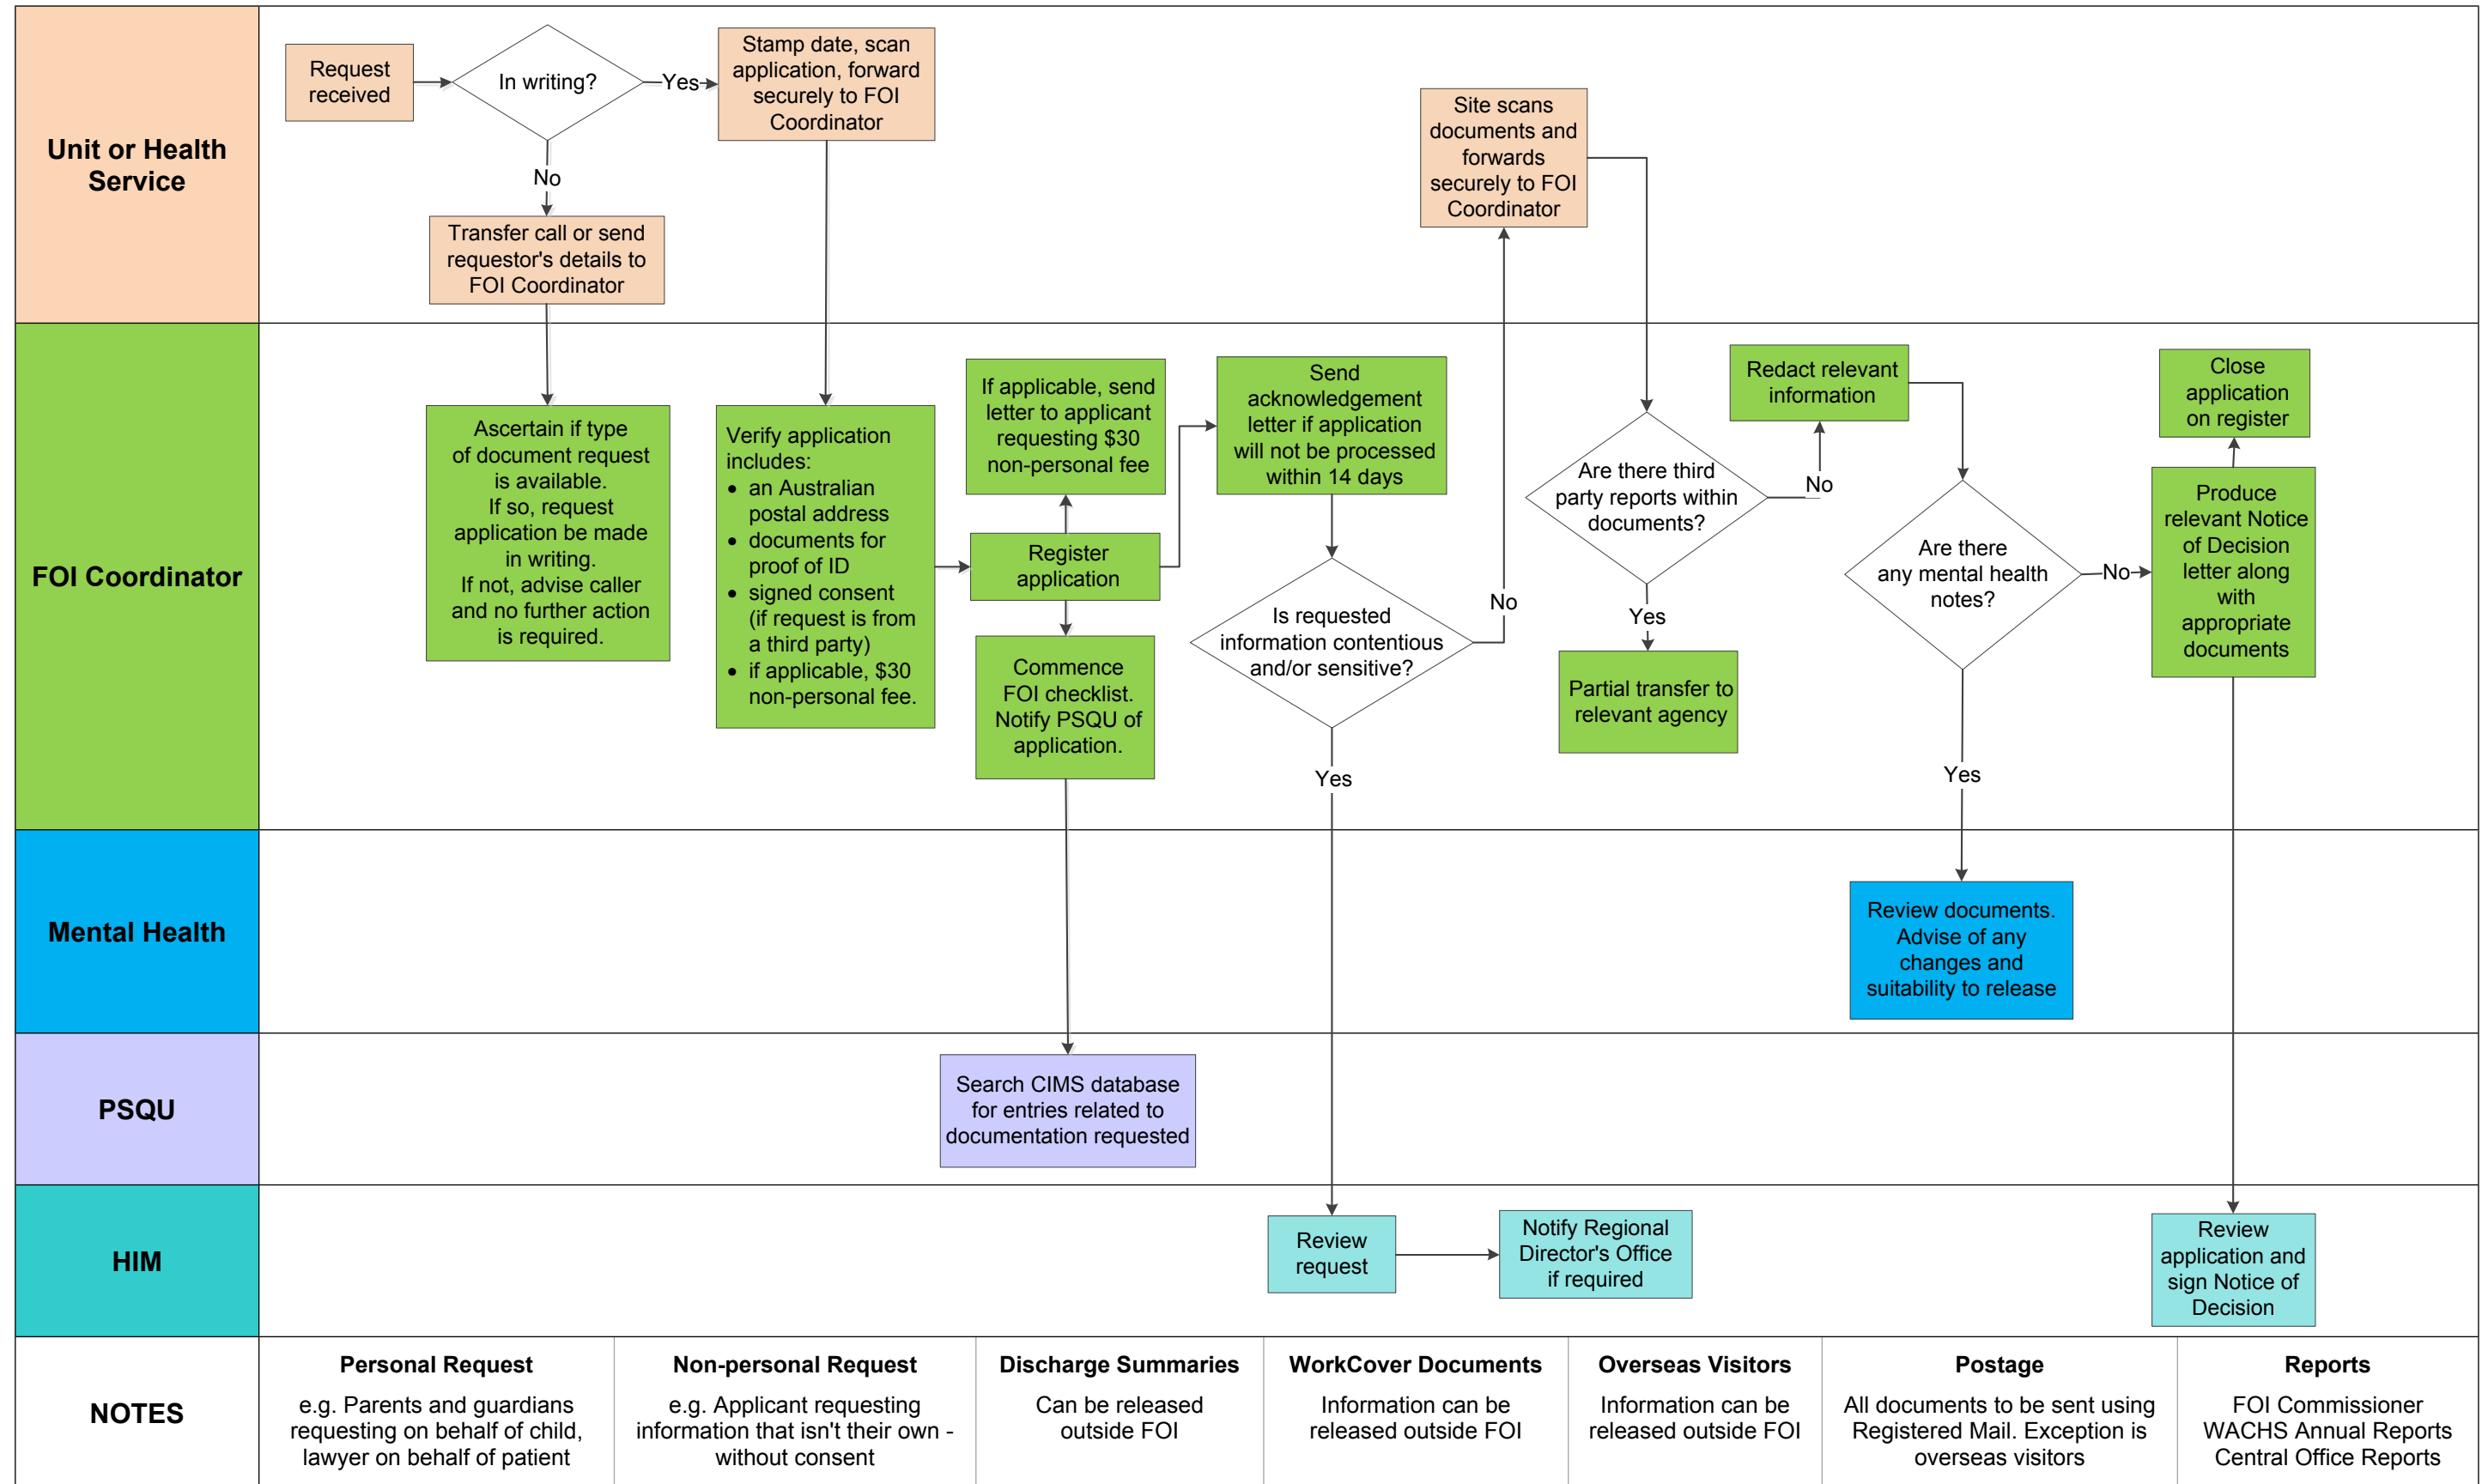 Unit or Health
Service
Request
received
In writing?
Yes
No
Stamp date, scan
application, forward
securely to FOI
Coordinator
Transfer call or send
requestor's details to
FOI Coordinator
Site scans
documents and
forwards
securely to FOI
Coordinator
FOI Coordinator
Ascertain if type
of document request
is available.
If so, request
application be made
in writing.
If not, advise caller
and no further action
is required.
Verify application
includes:
• an Australian
postal address
• documents for
proof of ID
• signed consent
(if request is from
a third party)
• if applicable, $30
non-personal fee.
If applicable, send
letter to applicant
requesting $30
non-personal fee
Register
application
Commence
FOI checklist.
Notify PSQU of
application.
Send
acknowledgement
letter if application
will not be processed
within 14 days
Is requested
information contentious
and/or sensitive?
No
Yes
Are there third
party reports within
documents?
No
Yes
Partial transfer to
relevant agency
Redact relevant
information
Are there
any mental health
notes?
No
Yes
Close
application
on register
Produce
relevant Notice
of Decision
letter along
with
appropriate
documents
Mental Health
Review documents.
Advise of any
changes and
suitability to release
PSQU
Search CIMS database
for entries related to
documentation requested
HIM
Review
request
Notify Regional
Director's Office
if required
Review
application and
sign Notice of
Decision
NOTES
Personal Request
e.g. Parents and guardians
requesting on behalf of child,
lawyer on behalf of patient
Non-personal Request
e.g. Applicant requesting
information that isn't their own -
without consent
Discharge Summaries
Can be released
outside FOI
WorkCover Documents
Information can be
released outside FOI
Overseas Visitors
Information can be
released outside FOI
Postage
All documents to be sent using
Registered Mail. Exception is
overseas visitors
Reports
FOI Commissioner
WACHS Annual Reports
Central Office Reports